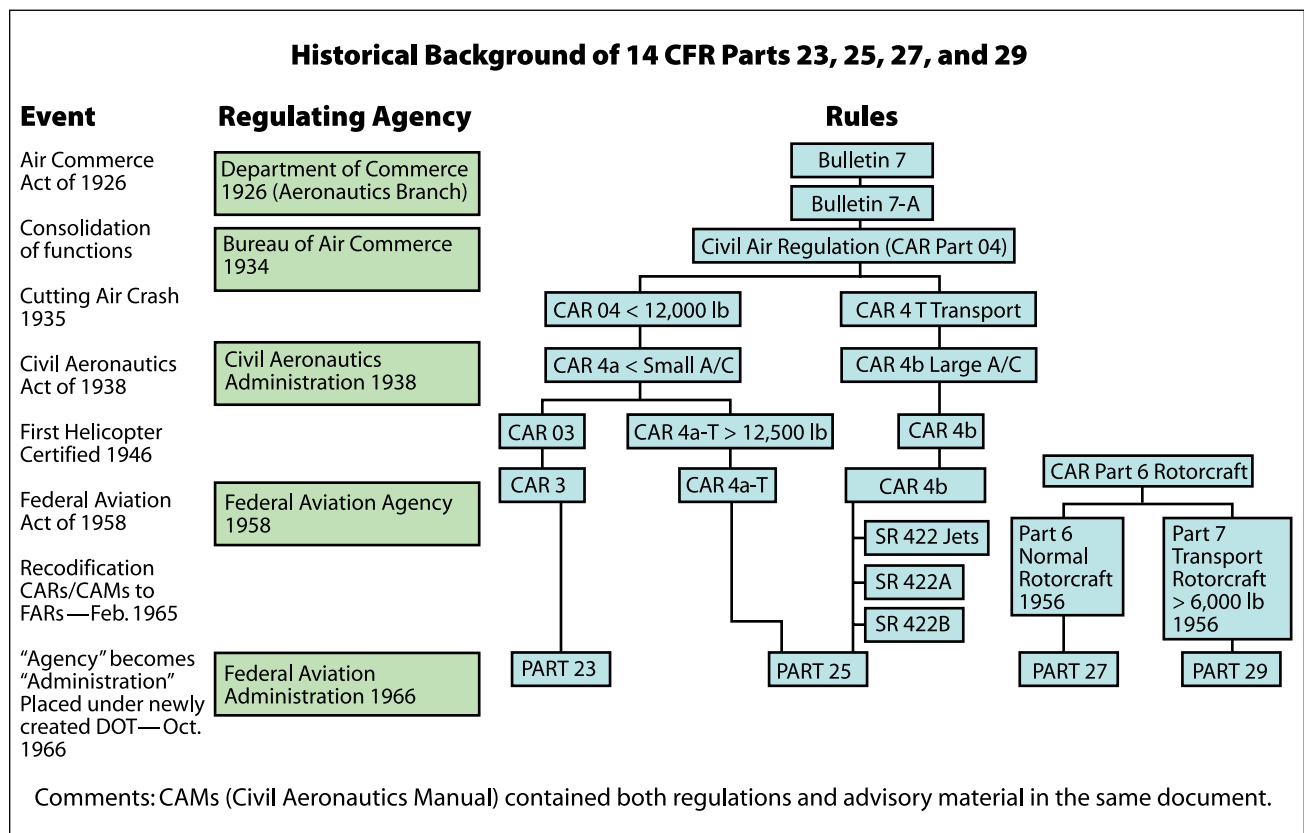 Historical Background of 14 CFR Parts 23, 25, 27, and 29
Event
Regulating Agency
Rules
Air Commerce
Act of 1926
Consolidation
of functions
Cutting Air Crash
1935
Civil Aeronautics
Act of 1938
First Helicopter
Certified 1946
Federal Aviation
Act of 1958
Recodification
CARs/CAMs to
FARs—Feb. 1965
“Agency” becomes
“Administration”
Placed under newly
created DOT—Oct.
1966
Department of Commerce
1926 (Aeronautics Branch)
Bureau of Air Commerce
1934
Civil Aeronautics
Administration 1938
Federal Aviation Agency
1958
Federal Aviation
Administration 1966
Bulletin 7
Bulletin 7-A
Civil Air Regulation (CAR Part 04)
CAR 04 < 12,000 lb
CAR 4 T Transport
CAR 4a < Small A/C
CAR 4b Large A/C
CAR 03
CAR 4a-T > 12,500 lb
CAR 4b
CAR 3
CAR 4a-T
CAR 4b
CAR Part 6 Rotorcraft
SR 422 Jets
SR 422A
SR 422B
Part 6
Normal
Rotorcraft
1956
Part 7
Transport
Rotorcraft
> 6,000 lb
1956
PART 23
PART 25
PART 27
PART 29
Comments: CAMs (Civil Aeronautics Manual) contained both regulations and advisory material in the same document.